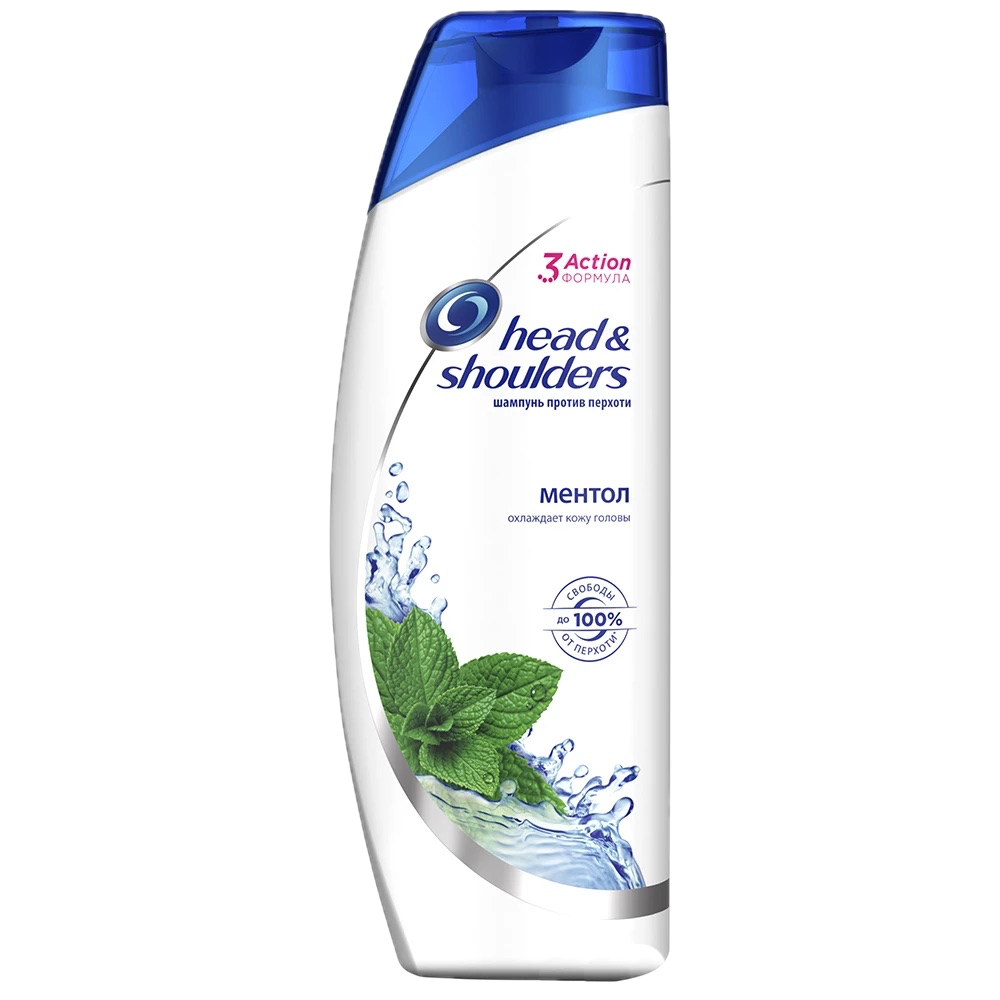 3 Action
ФОРМУЛА
head &
shoulders
шампунь против перхоти
МЕНТОЛ
охлаждает кожу головы
СВОБОДЫ
ДО 100%
ОТ ПЕРХОТИ*